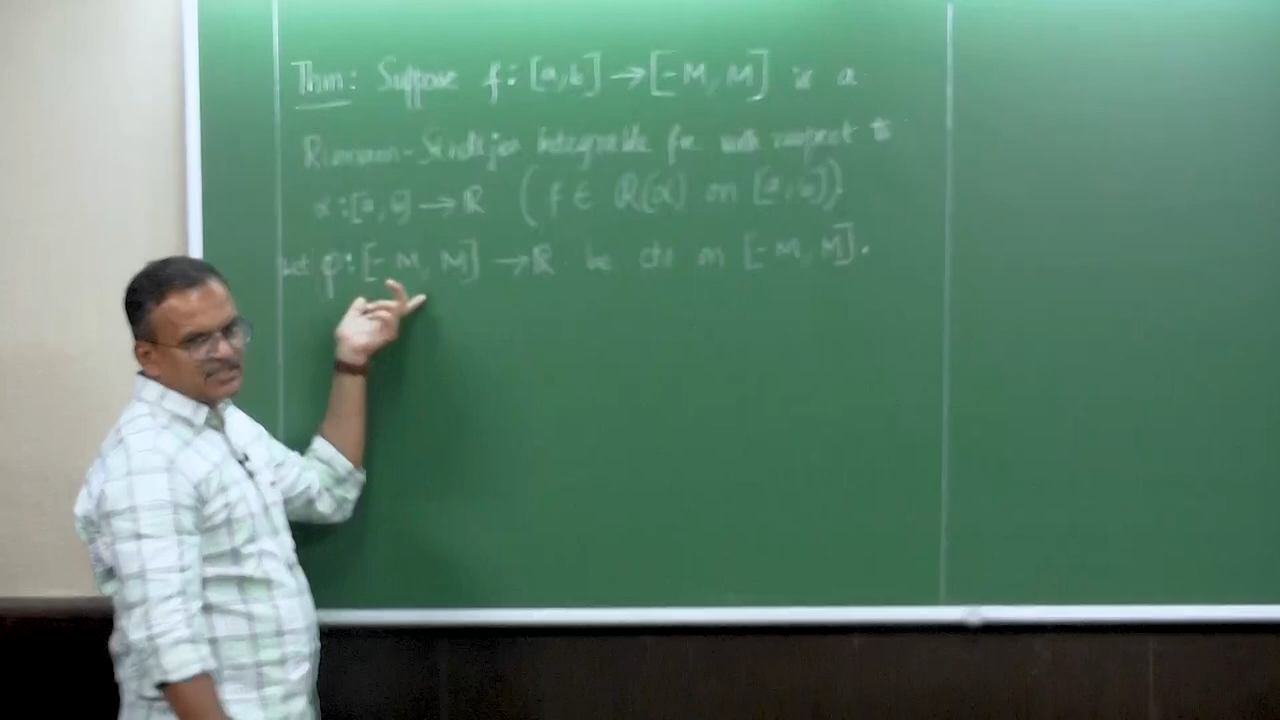 Thm: Suppose f: [a,b] → [-M, M] is a
Riemann-Stieltjes integrable fn with respect to
α: [a, b] → ℝ (f ∈ R(α) on [a,b]).
Let φ: [-M, M] → ℝ be cts on [-M, M].